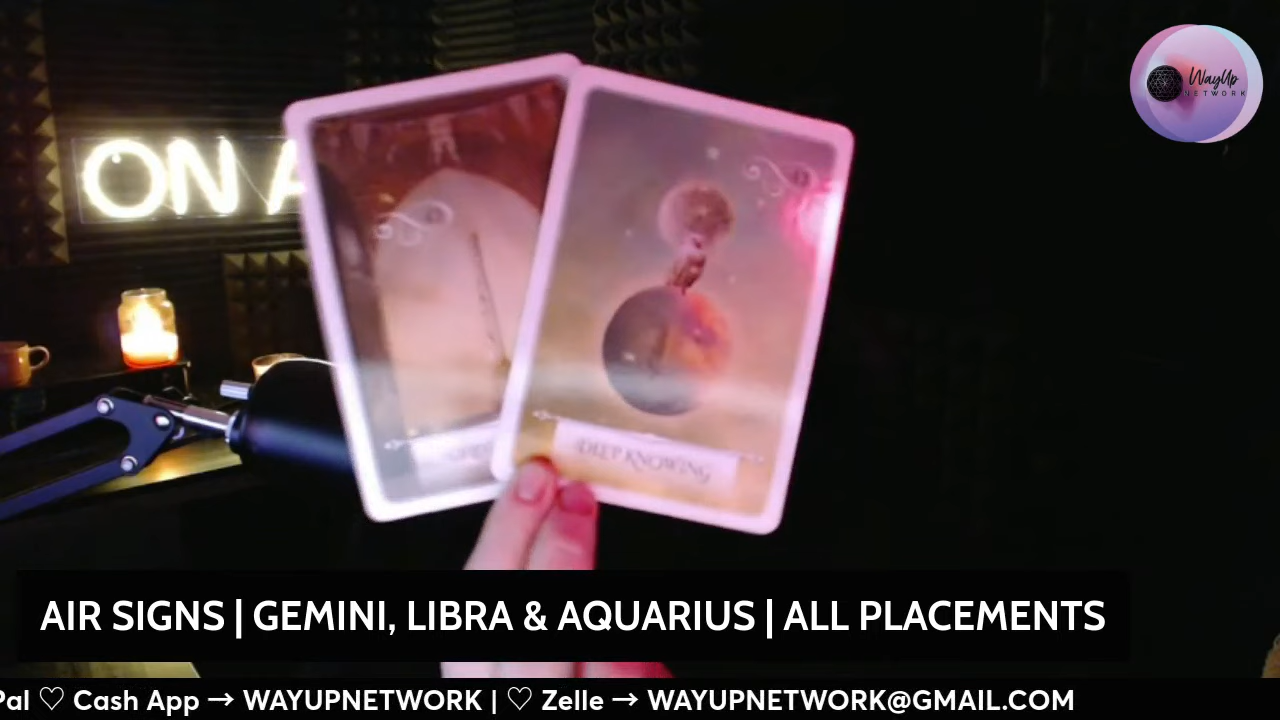 ON A
WayUp
NETWORK
DEEP KNOWING
AIR SIGNS | GEMINI, LIBRA & AQUARIUS | ALL PLACEMENTS
Pal ♡ Cash App → WAYUPNETWORK | ♡ Zelle → WAYUPNETWORK@GMAIL.COM